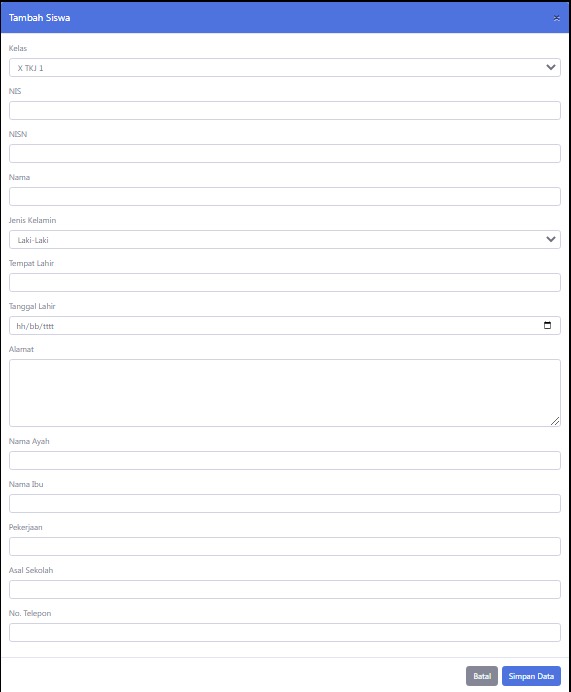 Tambah Siswa ×
Kelas
X TKJ 1
NIS
NISN
Nama
Jenis Kelamin
Laki-Laki
Tempat Lahir
Tanggal Lahir
hh/bb/tttt
Alamat
Nama Ayah
Nama Ibu
Pekerjaan
Asal Sekolah
No. Telepon
Batal Simpan Data